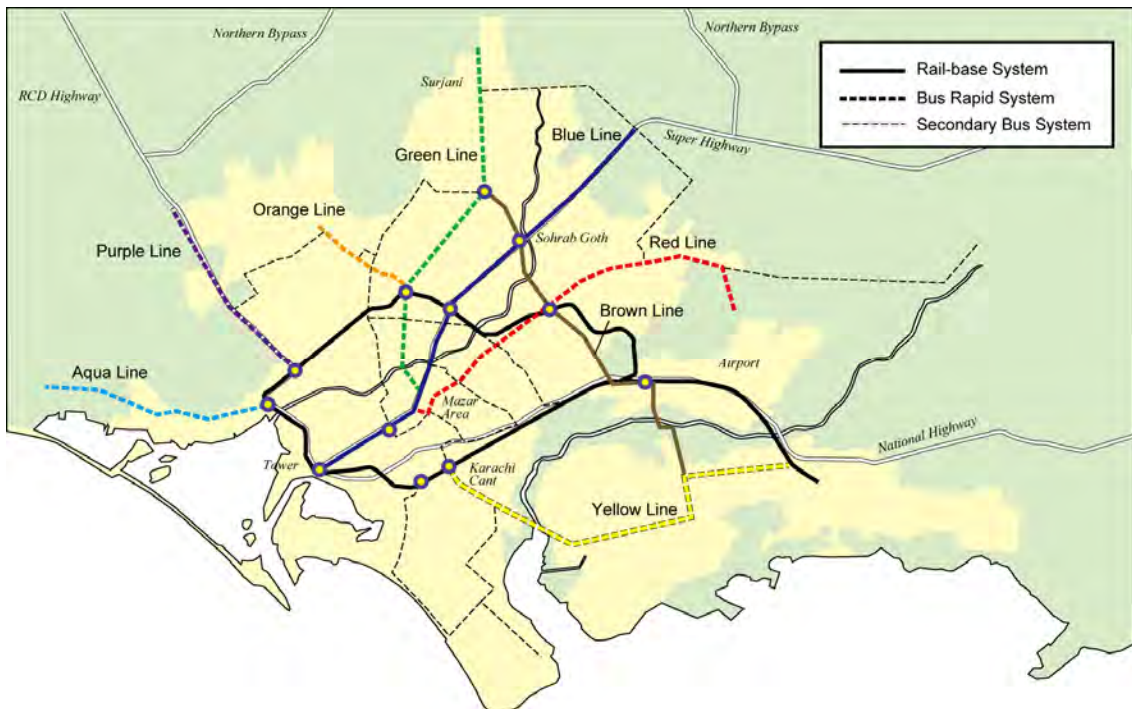 Northern Bypass
Northern Bypass
RCD Highway
Surjani
Rail-base System
Bus Rapid System
Secondary Bus System
Blue Line
Super Highway
Green Line
Orange Line
Purple Line
Sohrab Goth
Red Line
Brown Line
Airport
Aqua Line
Mazar
Area
National Highway
Tower
Karachi
Cant
Yellow Line